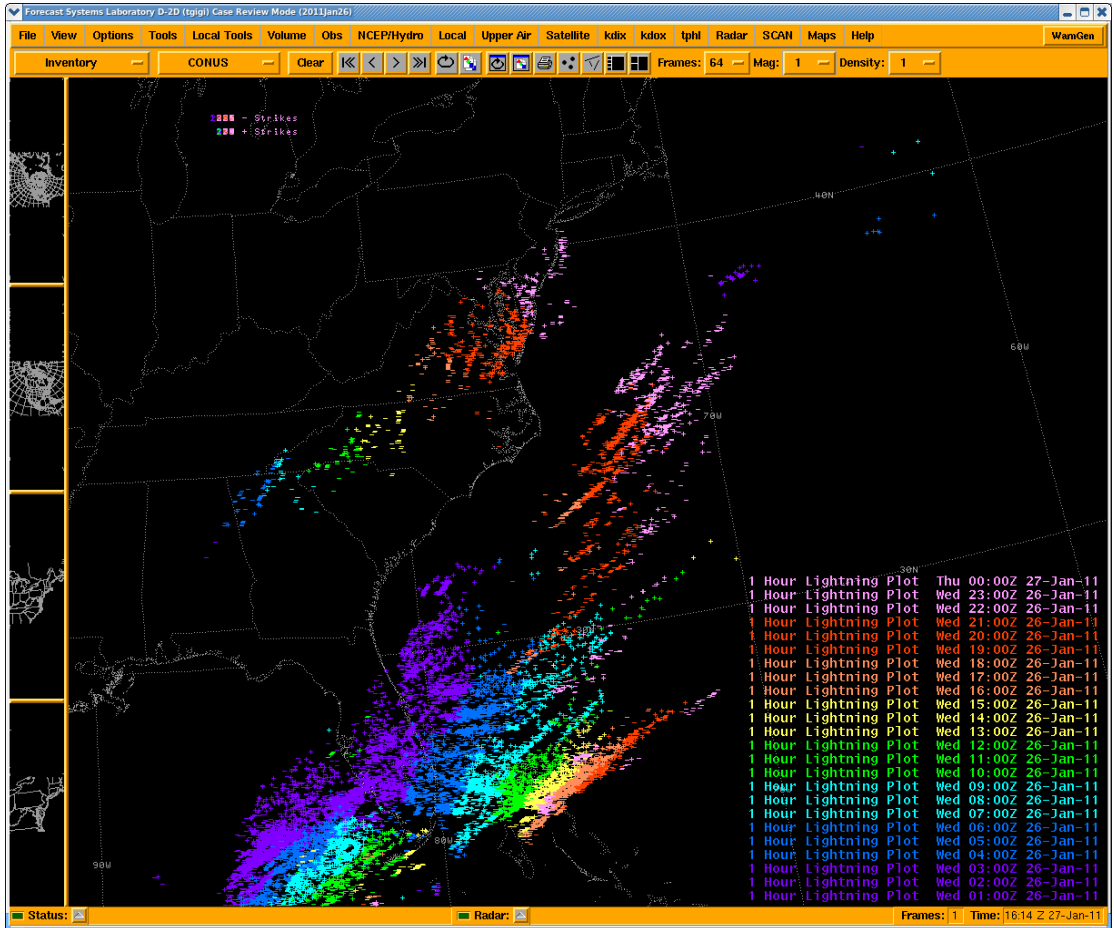 Forecast Systems Laboratory D-2D (tgigi) Case Review Mode (2011Jan26)
File View Options Tools Local Tools Volume Obs NCEP/Hydro Local Upper Air Satellite kdix kdox tphl Radar SCAN Maps Help WarnGen
Inventory CONUS Clear Frames: 64 Mag: 1 Density: 1
- Strikes
+ Strikes
40N
60W
70W
30N
30N
80W
90W
1 Hour Lightning Plot Thu 00:00Z 27-Jan-11
1 Hour Lightning Plot Wed 23:00Z 26-Jan-11
1 Hour Lightning Plot Wed 22:00Z 26-Jan-11
1 Hour Lightning Plot Wed 21:00Z 26-Jan-11
1 Hour Lightning Plot Wed 20:00Z 26-Jan-11
1 Hour Lightning Plot Wed 19:00Z 26-Jan-11
1 Hour Lightning Plot Wed 18:00Z 26-Jan-11
1 Hour Lightning Plot Wed 17:00Z 26-Jan-11
1 Hour Lightning Plot Wed 16:00Z 26-Jan-11
1 Hour Lightning Plot Wed 15:00Z 26-Jan-11
1 Hour Lightning Plot Wed 14:00Z 26-Jan-11
1 Hour Lightning Plot Wed 13:00Z 26-Jan-11
1 Hour Lightning Plot Wed 12:00Z 26-Jan-11
1 Hour Lightning Plot Wed 11:00Z 26-Jan-11
1 Hour Lightning Plot Wed 10:00Z 26-Jan-11
1 Hour Lightning Plot Wed 09:00Z 26-Jan-11
1 Hour Lightning Plot Wed 08:00Z 26-Jan-11
1 Hour Lightning Plot Wed 07:00Z 26-Jan-11
1 Hour Lightning Plot Wed 06:00Z 26-Jan-11
1 Hour Lightning Plot Wed 05:00Z 26-Jan-11
1 Hour Lightning Plot Wed 04:00Z 26-Jan-11
1 Hour Lightning Plot Wed 03:00Z 26-Jan-11
1 Hour Lightning Plot Wed 02:00Z 26-Jan-11
1 Hour Lightning Plot Wed 01:00Z 26-Jan-11
Status: Radar: Frames: 1 Time: 16:14 Z 27-Jan-11